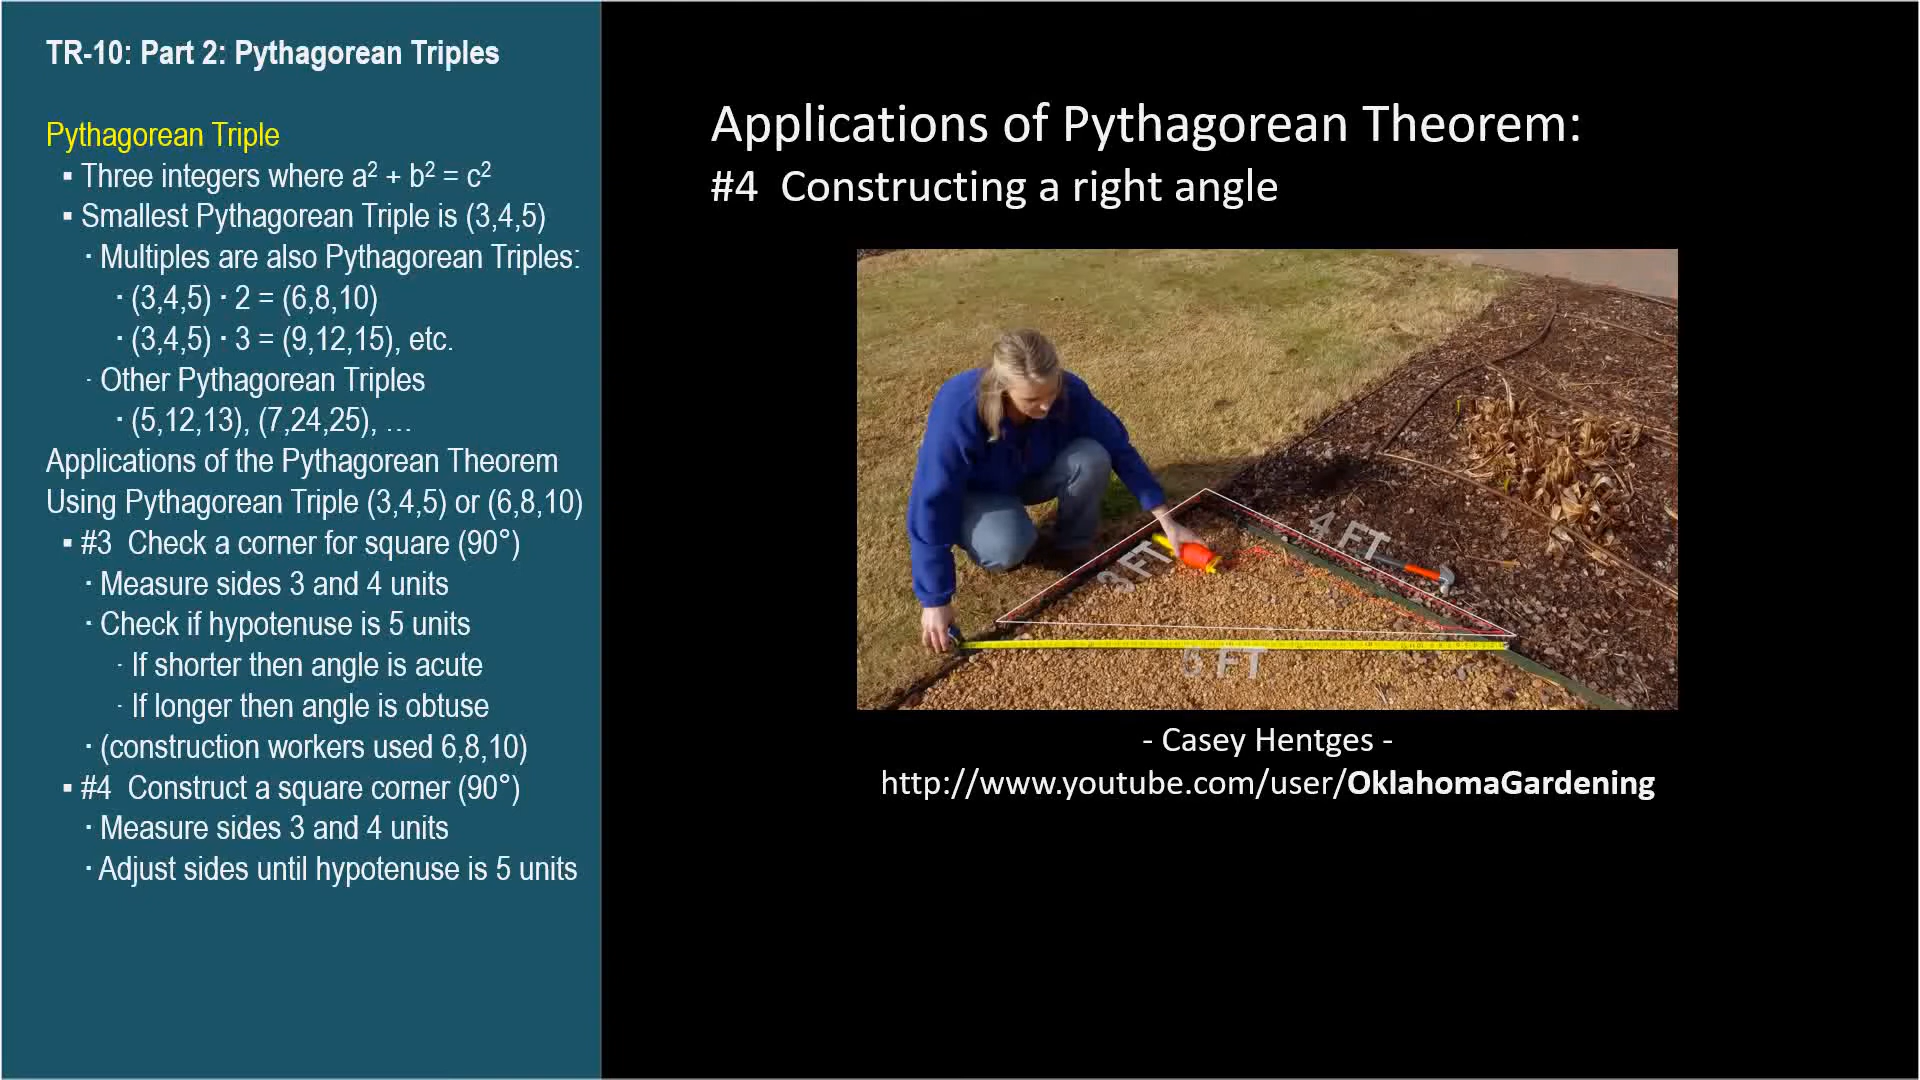 TR-10: Part 2: Pythagorean Triples
Pythagorean Triple
▪ Three integers where a² + b² = c²
▪ Smallest Pythagorean Triple is (3,4,5)
· Multiples are also Pythagorean Triples:
· (3,4,5) · 2 = (6,8,10)
· (3,4,5) · 3 = (9,12,15), etc.
· Other Pythagorean Triples
· (5,12,13), (7,24,25), …
Applications of the Pythagorean Theorem
Using Pythagorean Triple (3,4,5) or (6,8,10)
▪ #3 Check a corner for square (90°)
· Measure sides 3 and 4 units
· Check if hypotenuse is 5 units
· If shorter then angle is acute
· If longer then angle is obtuse
· (construction workers used 6,8,10)
▪ #4 Construct a square corner (90°)
· Measure sides 3 and 4 units
· Adjust sides until hypotenuse is 5 units
Applications of Pythagorean Theorem:
#4 Constructing a right angle
3 FT
4 FT
5 FT
- Casey Hentges -
http://www.youtube.com/user/OklahomaGardening